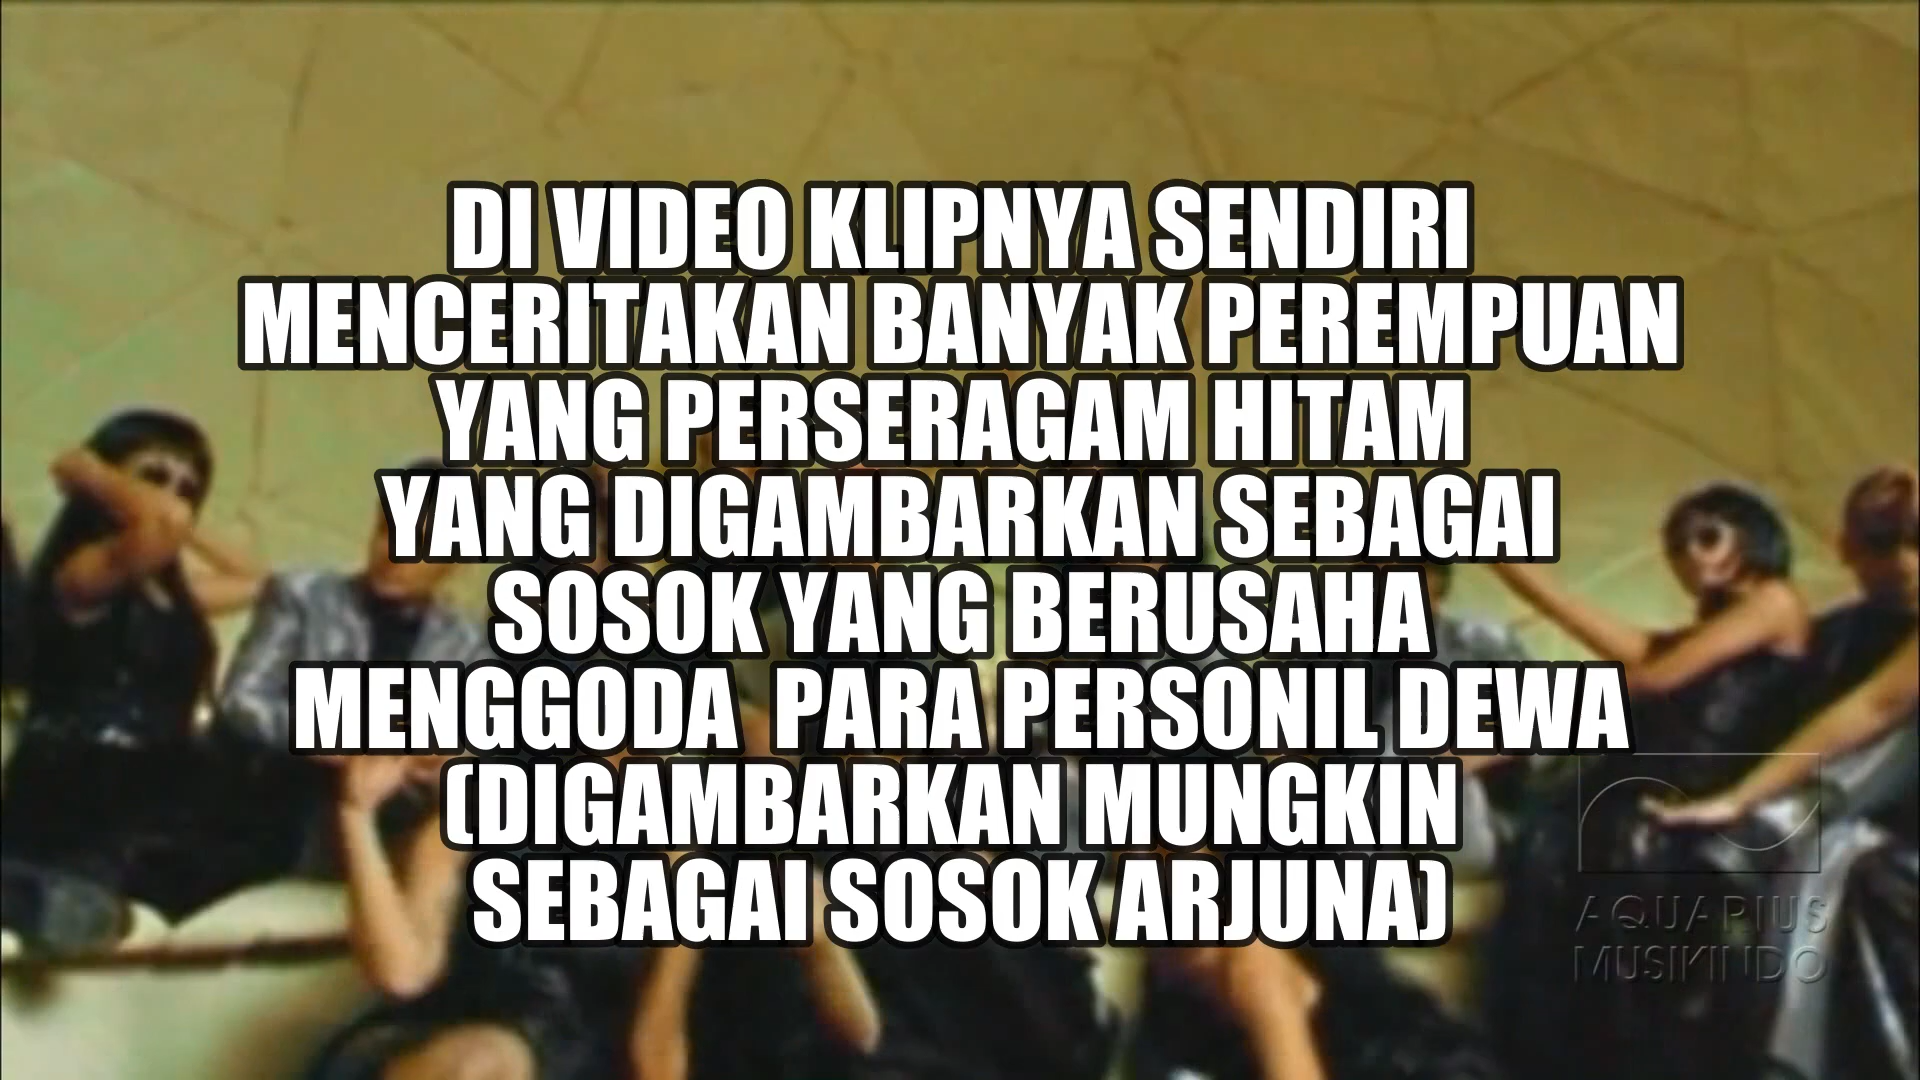 DI VIDEO KLIPNYA SENDIRI
MENCERITAKAN BANYAK PEREMPUAN
YANG PERSERAGAM HITAM
YANG DIGAMBARKAN SEBAGAI
SOSOK YANG BERUSAHA
MENGGODA  PARA PERSONIL DEWA
(DIGAMBARKAN MUNGKIN
SEBAGAI SOSOK ARJUNA)
AQUARIUS
MUSIKINDO